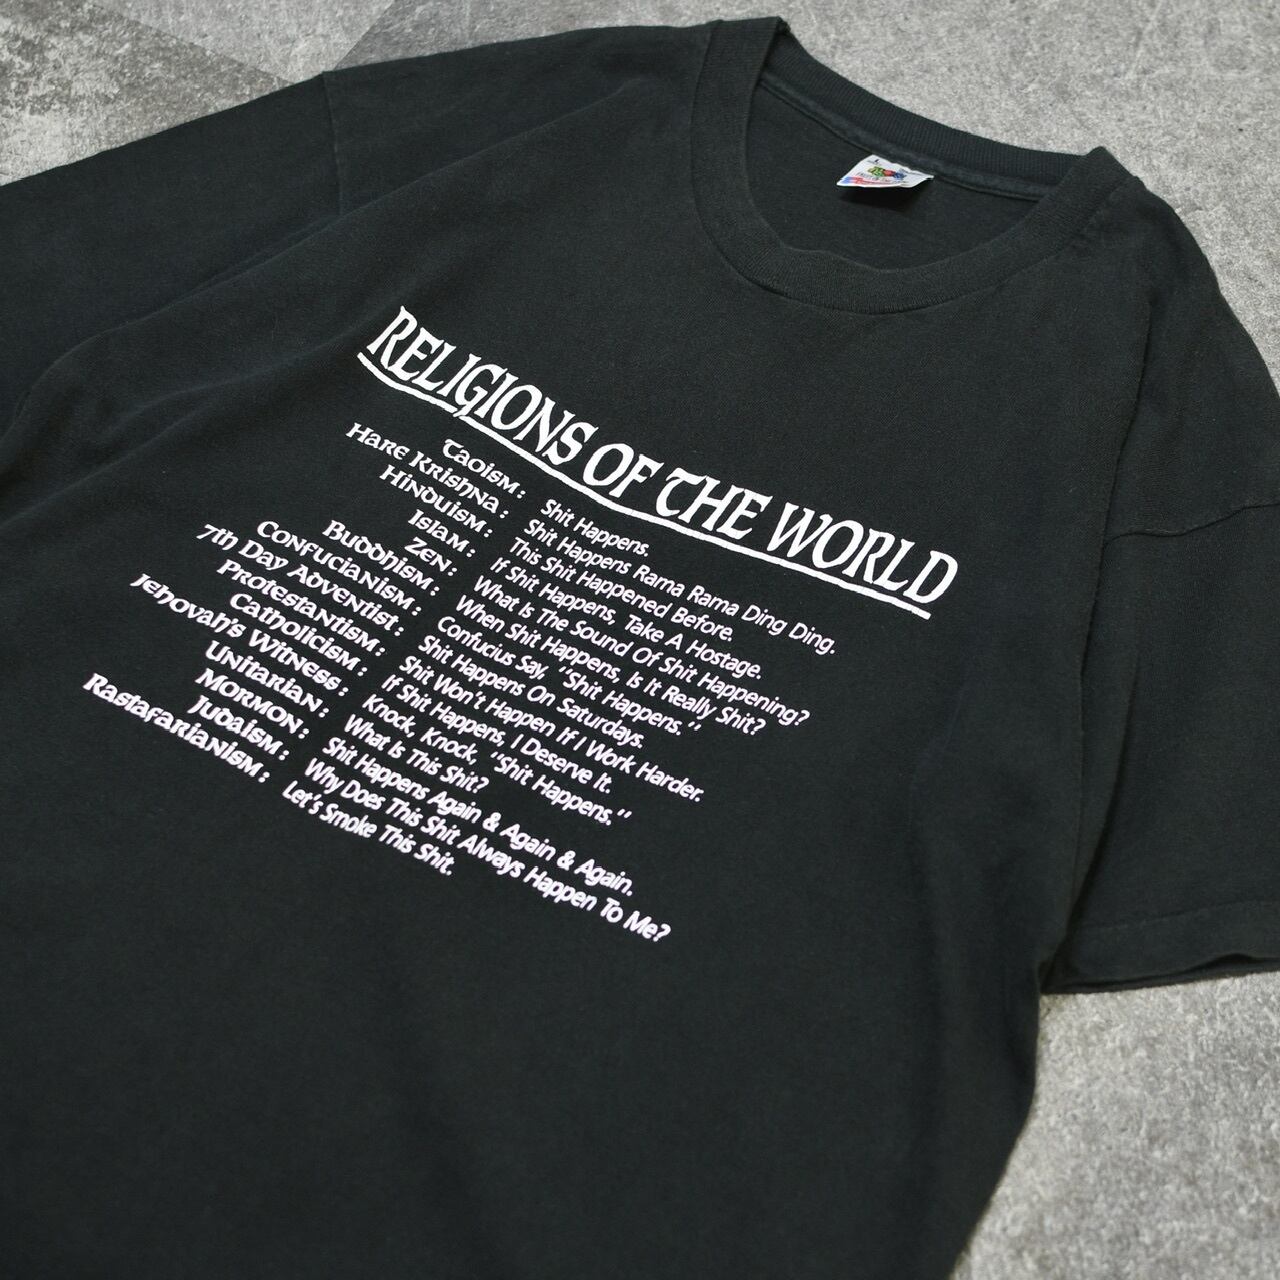 RELIGIONS OF THE WORLD
Taoism: Shit Happens.
Hare Krishna: Shit Happens Rama Rama Ding Ding.
Hinduism: This Shit Happened Before.
Islam: If Shit Happens, Take A Hostage.
Zen: What Is The Sound Of Shit Happening?
Buddhism: When Shit Happens, Is It Really Shit?
Confucianism: Confucius Say, "Shit Happens."
7th Day Adventist: Shit Happens On Saturdays.
Protestantism: Shit Won't Happen If I Work Harder.
Catholicism: If Shit Happens, I Deserve It.
Jehovah's Witness: Knock, Knock, "Shit Happens."
Unitarian: What Is This Shit?
Mormon: Shit Happens Again & Again & Again.
Judaism: Why Does This Shit Always Happen To Me?
Rastafarianism: Let's Smoke This Shit.